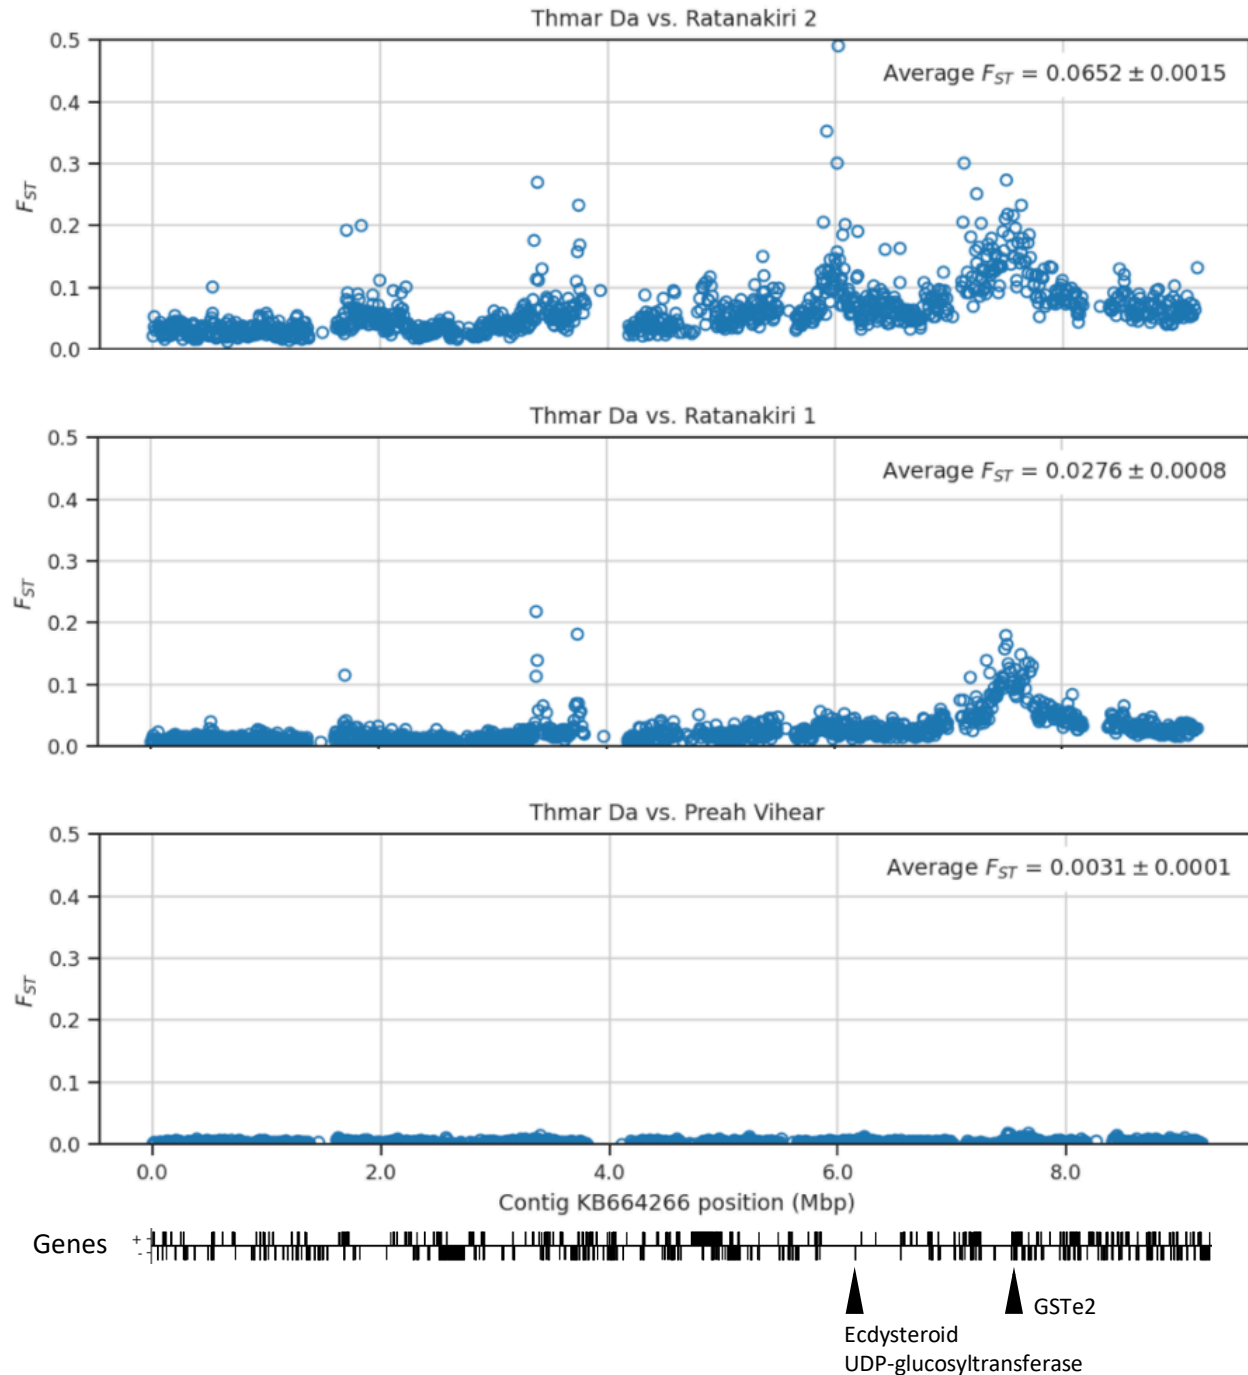 Thmar Da vs. Ratanakiri 2
0.5
Average FST = 0.0652 ± 0.0015
0.4
0.3
FST
0.2
0.1
0.0
Thmar Da vs. Ratanakiri 1
0.5
Average FST = 0.0276 ± 0.0008
0.4
0.3
FST
0.2
0.1
0.0
Thmar Da vs. Preah Vihear
0.5
Average FST = 0.0031 ± 0.0001
0.4
0.3
FST
0.2
0.1
0.0
0.0 2.0 4.0 6.0 8.0
Contig KB664266 position (Mbp)
Genes + -
GSTe2
Ecdysteroid
UDP-glucosyltransferase